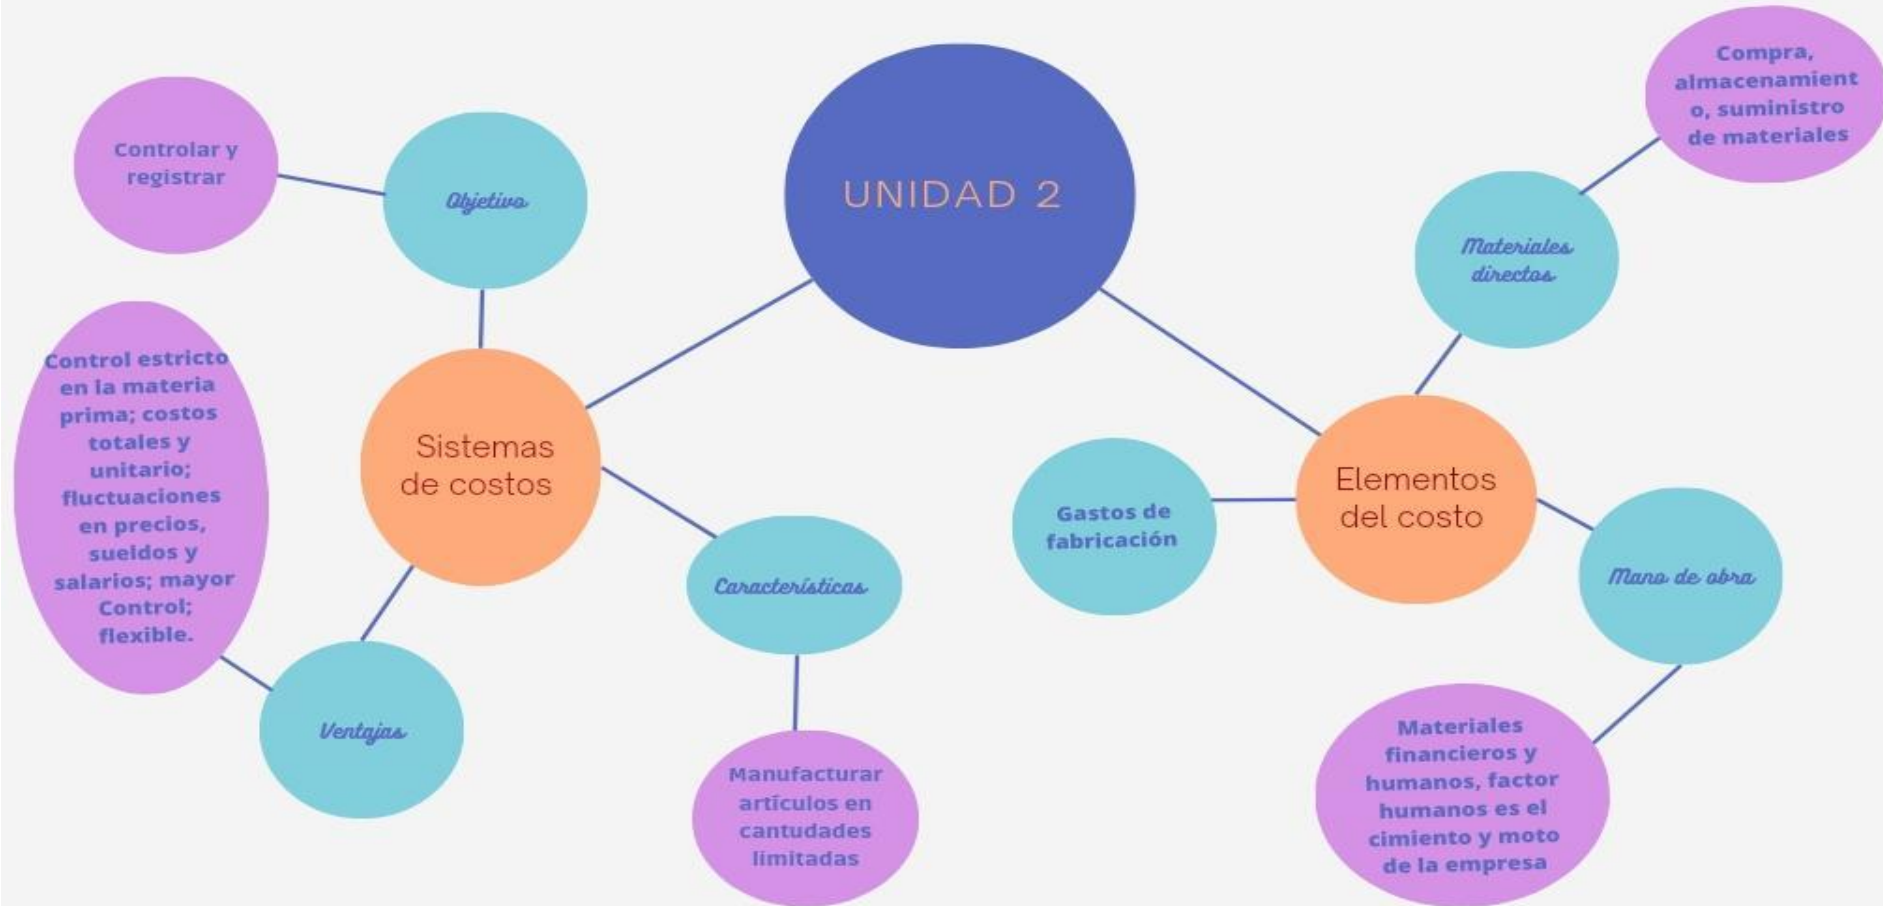 UNIDAD 2
Sistemas
de costos
Objetivo
Controlar y
registrar
Ventajas
Control estricto
en la materia
prima; costos
totales y
unitario;
fluctuaciones
en precios,
sueldos y
salarios; mayor
Control;
flexible.
Características
Manufacturar
artículos en
cantudades
limitadas
Elementos
del costo
Materiales
directos
Compra,
almacenamient
o, suministro
de materiales
Gastos de
fabricación
Mano de obra
Materiales
financieros y
humanos, factor
humanos es el
cimiento y moto
de la empresa